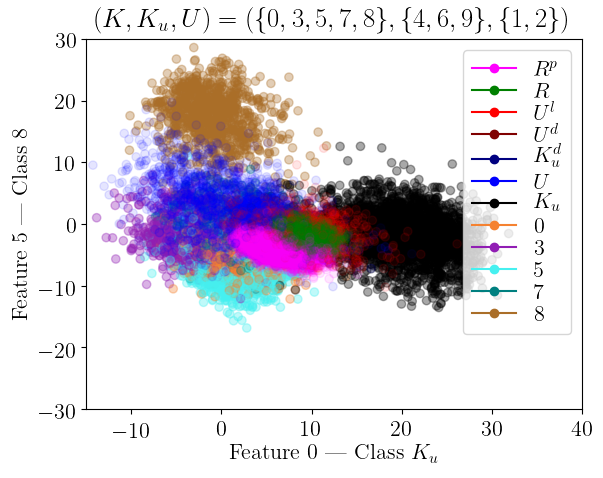 (K, K_u, U) = ({0, 3, 5, 7, 8}, {4, 6, 9}, {1, 2})
Feature 5 — Class 8
30
20
10
0
−10
−20
−30
−10 0 10 20 30 40
Feature 0 — Class K_u
R^p
R
U^l
U^d
K_u^d
U
K_u
0
3
5
7
8